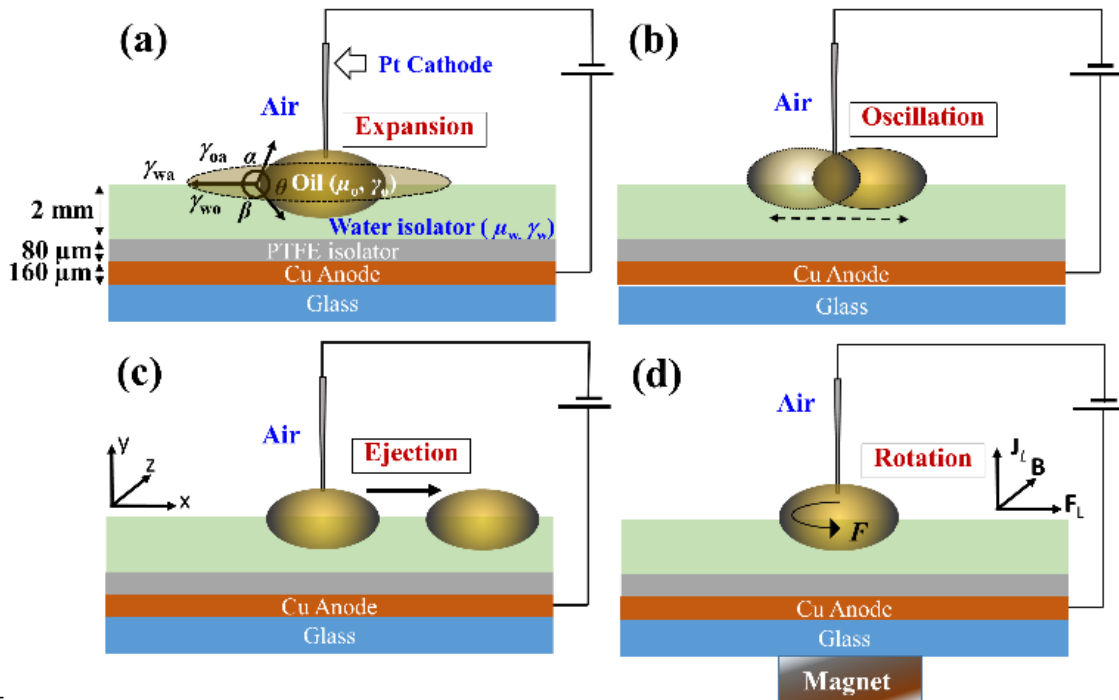 (a)
Pt Cathode
Air
Expansion
γoa
α
γwa
θ
Oil (μo, γo)
γwo
β
2 mm
Water isolator (μw, γw)
80 μm
PTFE isolator
160 μm
Cu Anode
Glass
(b)
Air
Oscillation
Cu Anode
Glass
(c)
Air
Ejection
y
z
x
Cu Anode
Glass
(d)
Air
Rotation
JL
B
FL
F
Cu Anode
Glass
Magnet